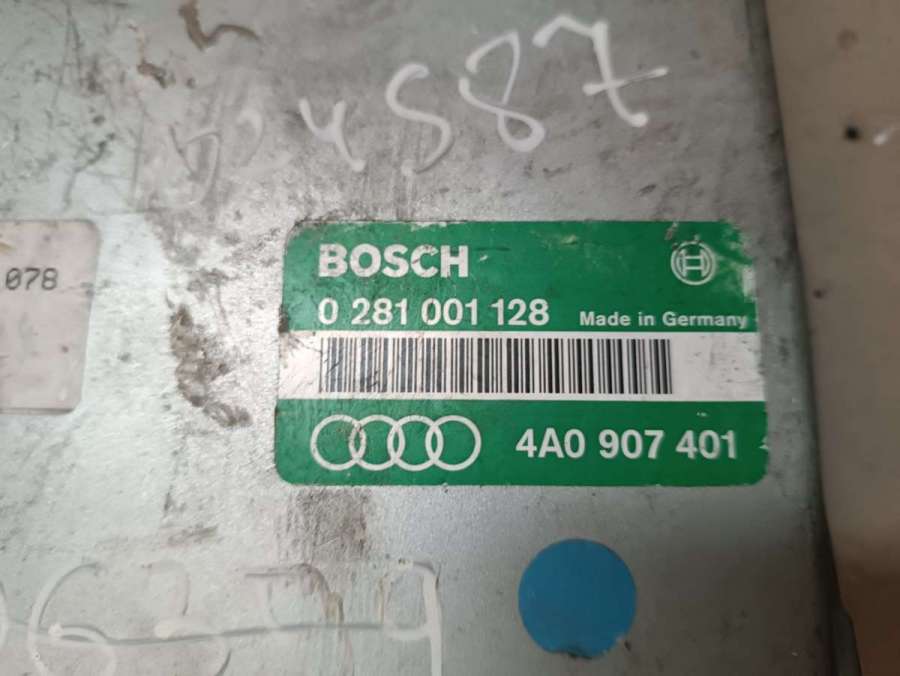 4587
BOSCH
078
0 281 001 128 Made in Germany
4A0 907 401